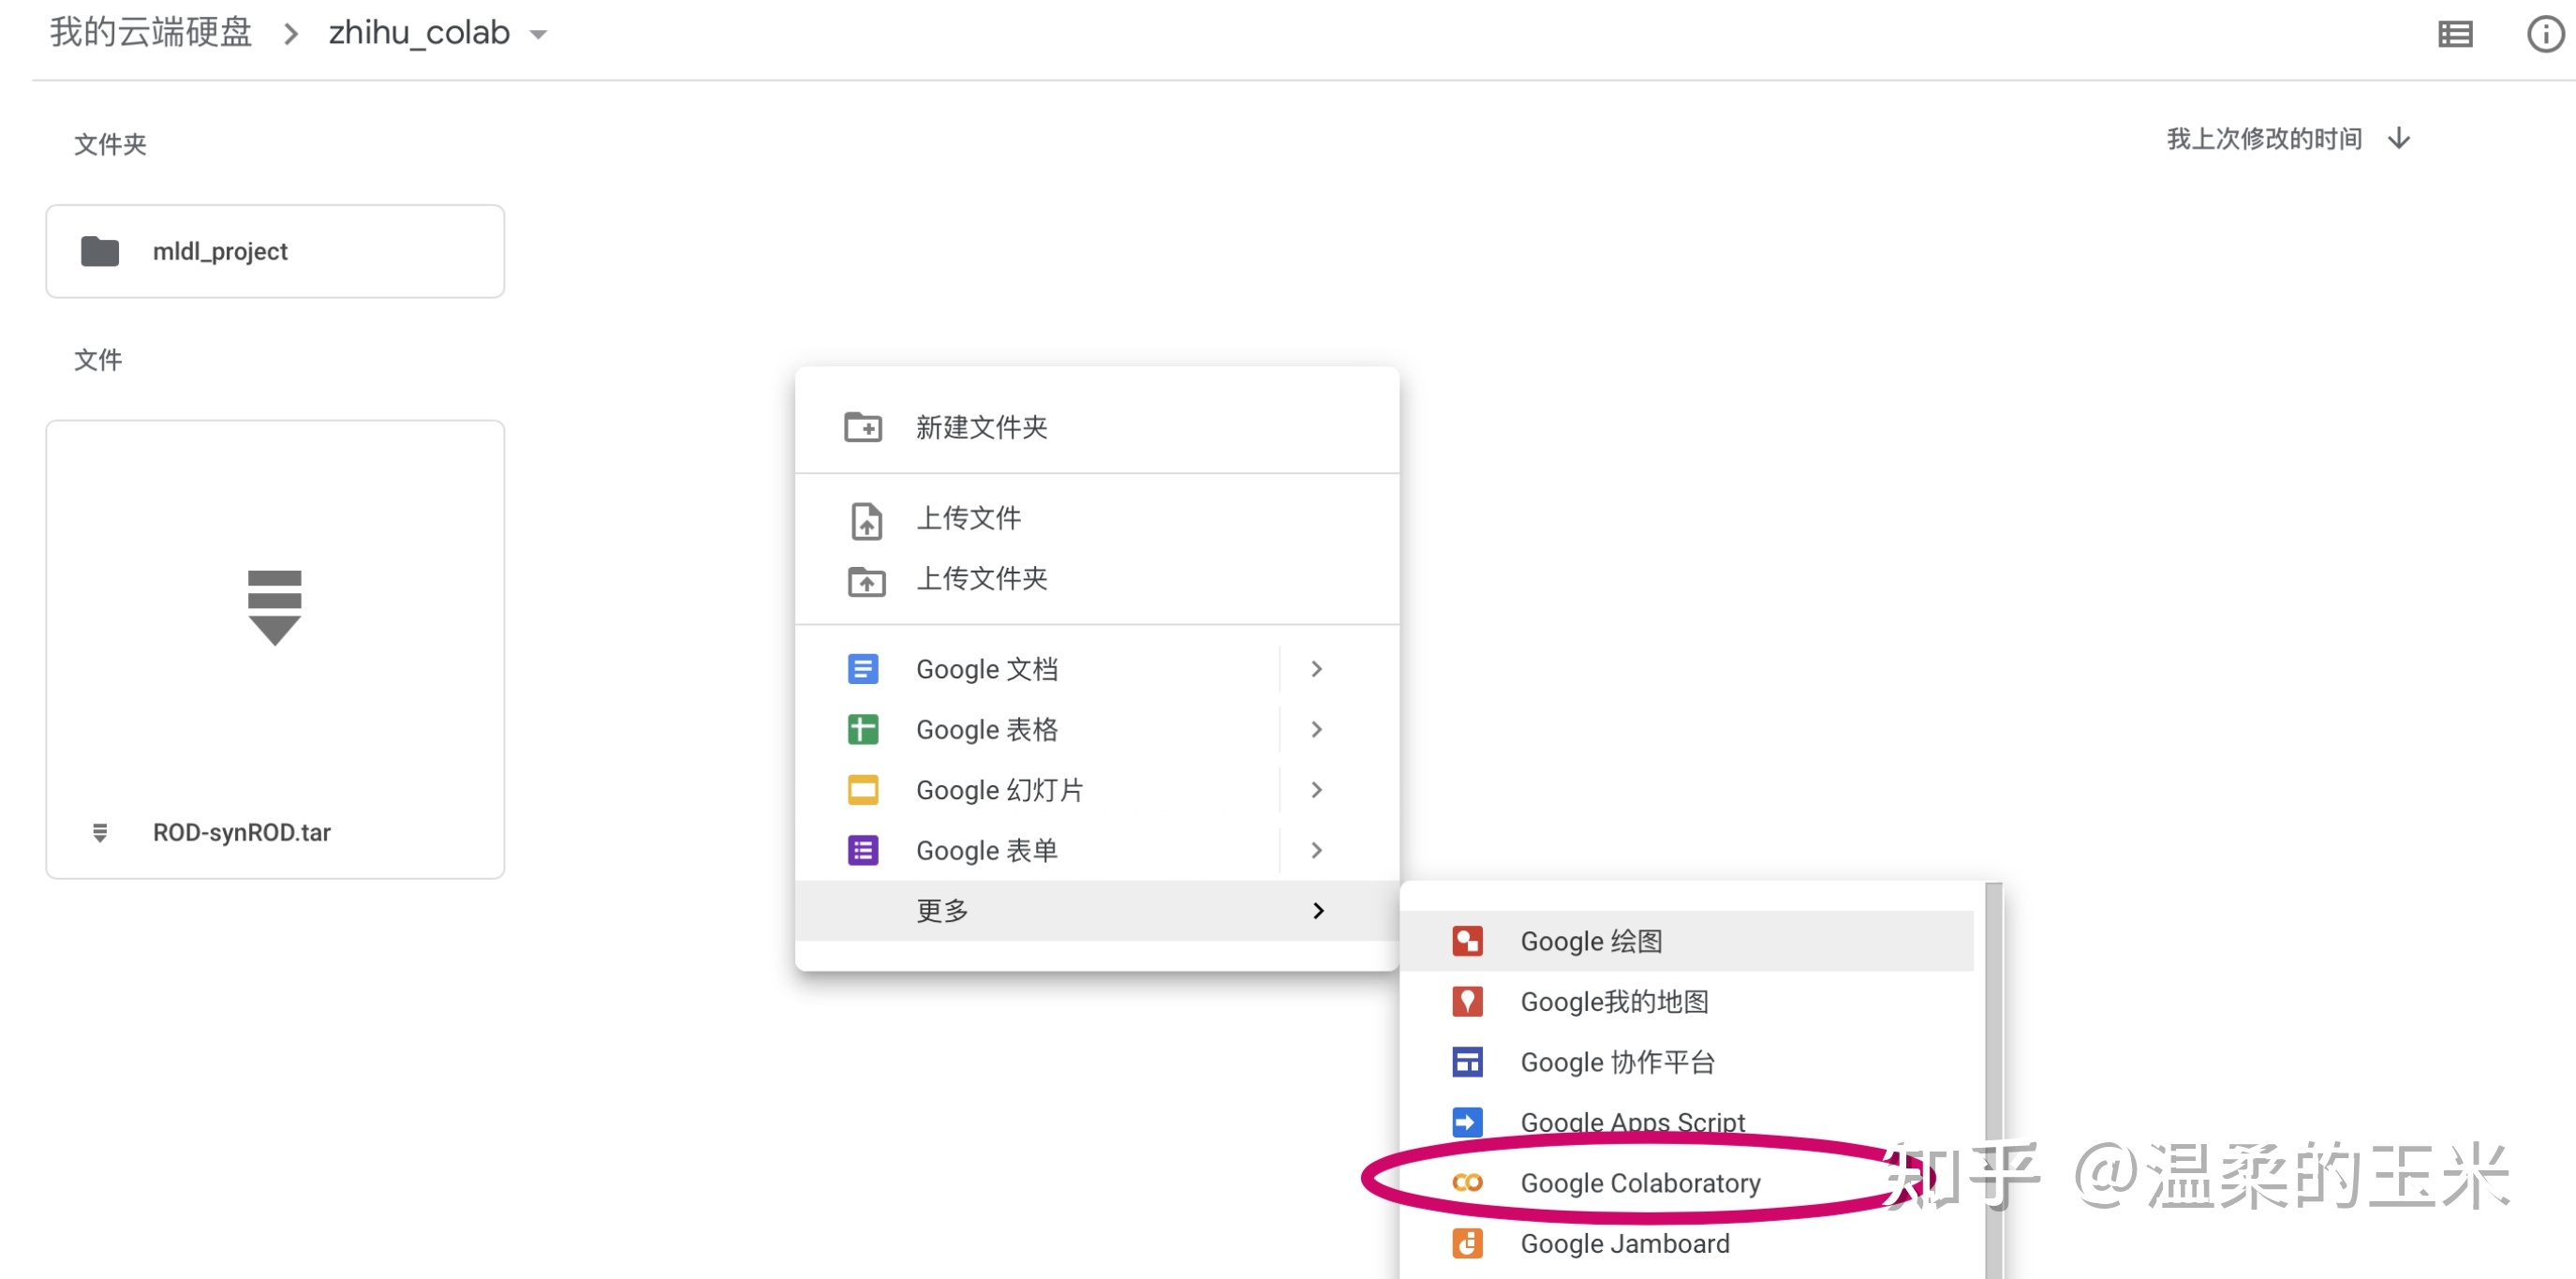 我的云端硬盘 > zhihu_colab
文件夹
我上次修改的时间
mldl_project
文件
ROD-synROD.tar
新建文件夹
上传文件
上传文件夹
Google 文档
Google 表格
Google 幻灯片
Google 表单
更多
Google 绘图
Google我的地图
Google 协作平台
Google Apps Script
Google Colaboratory
Google Jamboard
知乎 @温柔的玉米